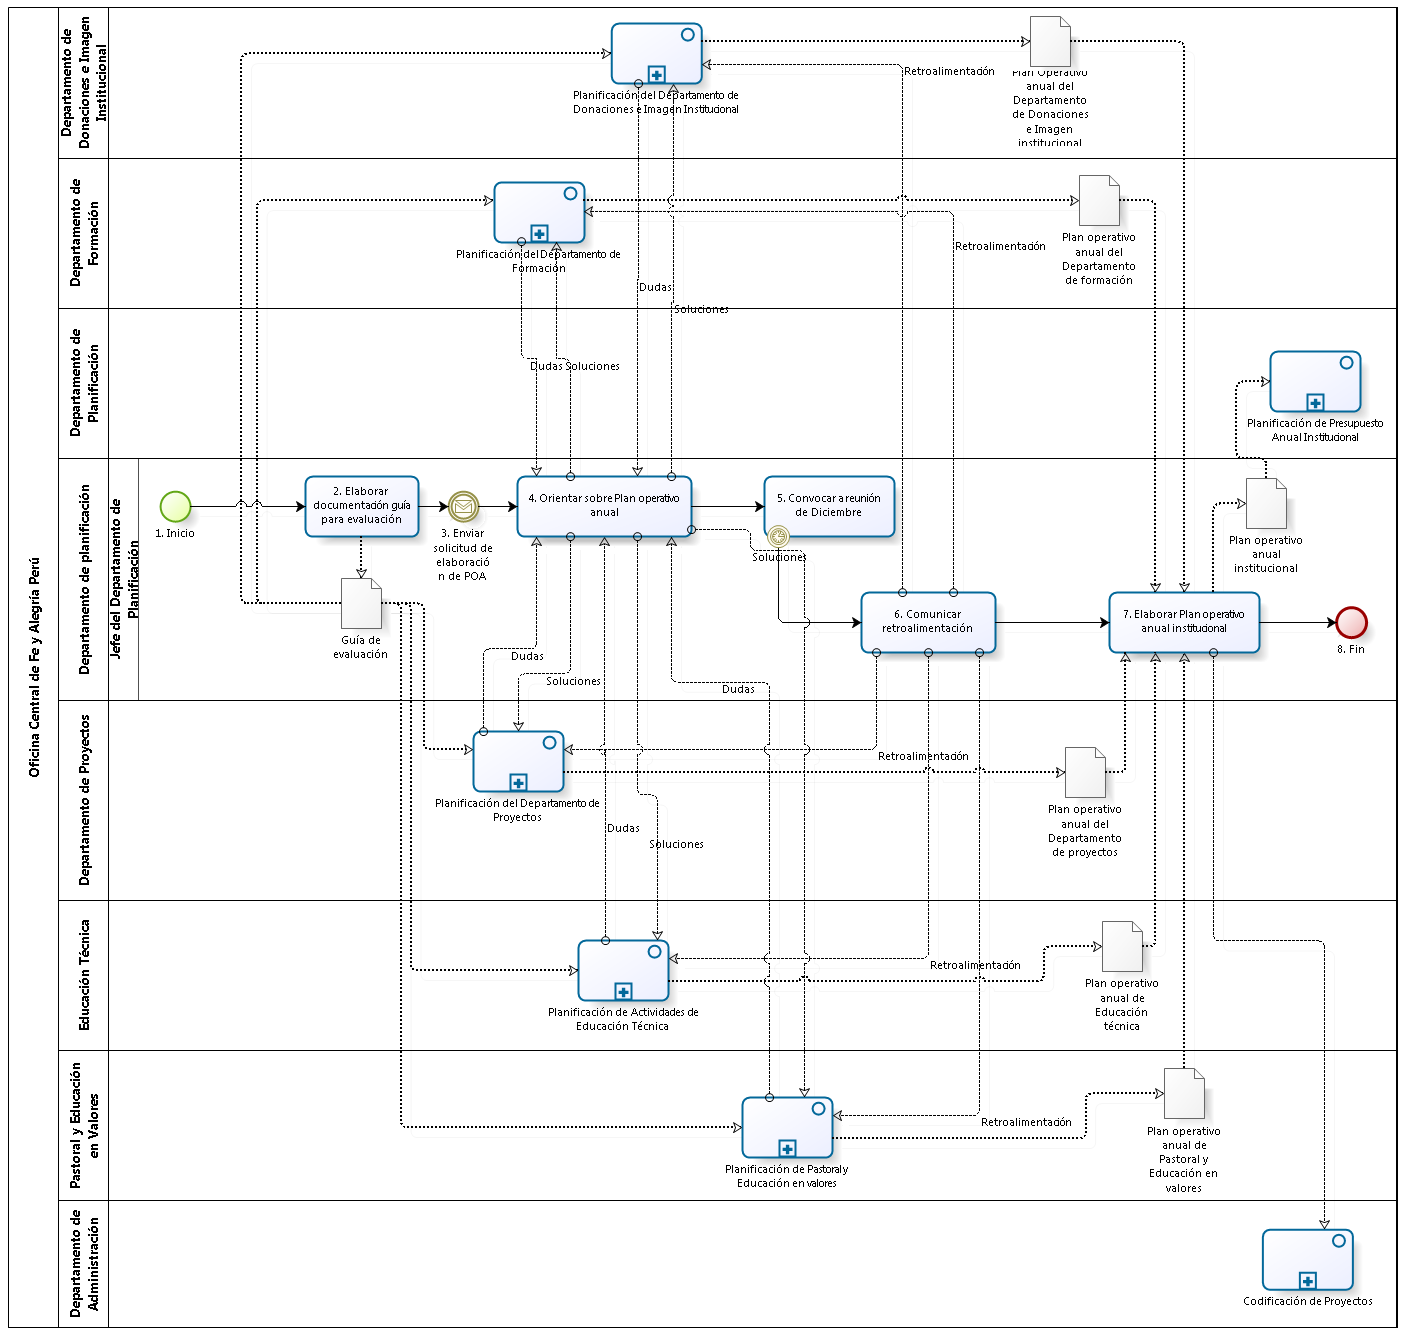 Oficina Central de Fe y Alegría Perú
Departamento de
Donaciones e Imagen
Institucional
Planificación del Departamento de
Donaciones e Imagen Institucional
Retroalimentación
Plan Operativo
anual del
Departamento
de Donaciones
e Imagen
institucional
Departamento de
Formación
Planificación del Departamento de
Formación
Dudas
Soluciones
Retroalimentación
Plan operativo
anual del
Departamento
de formación
Departamento de
Planificación
Dudas
Soluciones
Planificación de Presupuesto
Anual Institucional
Departamento de planificación
Jefe del Departamento de
Planificación
1. Inicio
2. Elaborar
documentación guía
para evaluación
3. Enviar
solicitud de
elaboració
n de POA
4. Orientar sobre Plan operativo
anual
5. Convocar a reunión
de Diciembre
Soluciones
Guía de
evaluación
6. Comunicar
retroalimentación
7. Elaborar Plan operativo
anual institucional
Plan operativo
anual
institucional
8. Fin
Dudas
Soluciones
Dudas
Departamento de Proyectos
Planificación del Departamento de
Proyectos
Retroalimentación
Plan operativo
anual del
Departamento
de proyectos
Dudas
Soluciones
Educación Técnica
Planificación de Actividades de
Educación Técnica
Retroalimentación
Plan operativo
anual de
Educación
técnica
Pastoral y Educación
en Valores
Planificación de Pastoral y
Educación en valores
Retroalimentación
Plan operativo
anual de
Pastoral y
Educación en
valores
Departamento de
Administración
Codificación de Proyectos